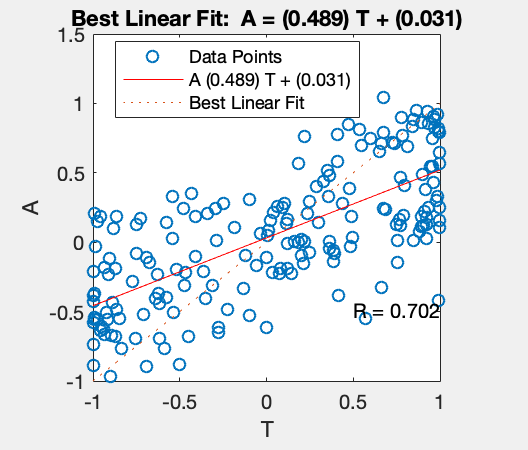 Best Linear Fit:  A = (0.489) T + (0.031)
1.5
Data Points
A (0.489) T + (0.031)
Best Linear Fit
1
0.5
A
0
-0.5
R = 0.702
-1
-1 -0.5 0 0.5 1
T